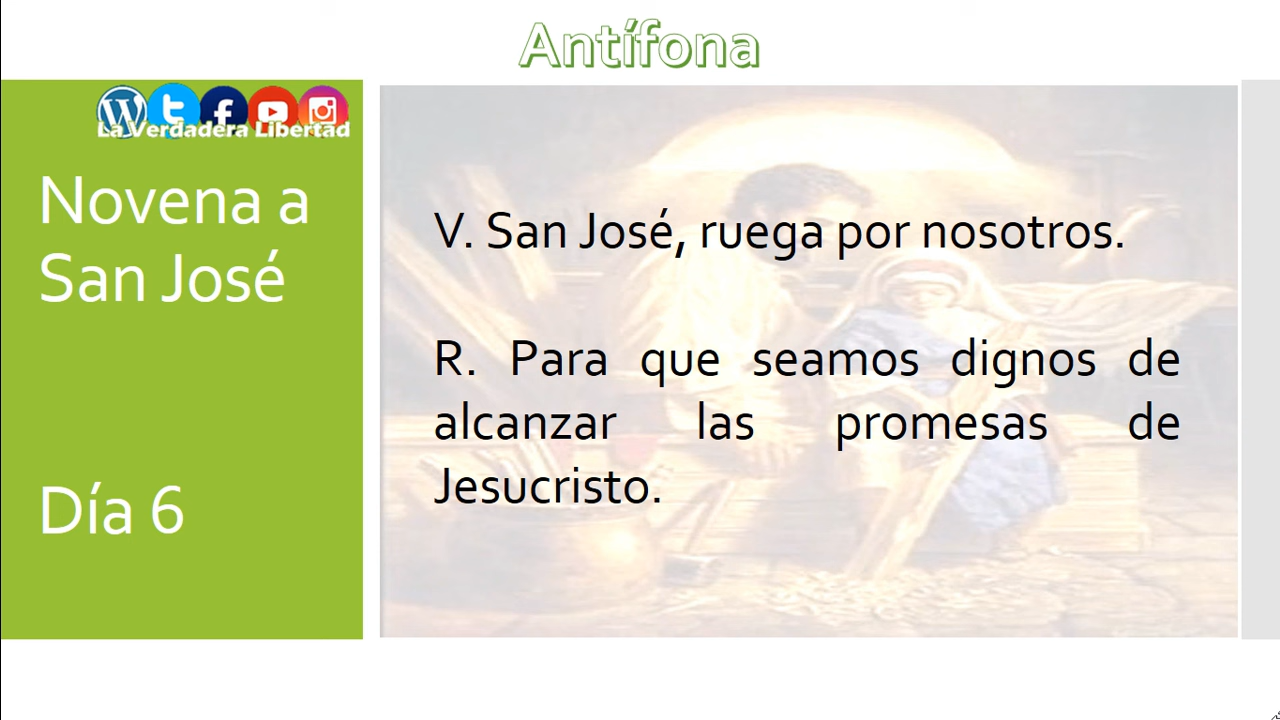 Antífona
La Verdadera Libertad
Novena a
San José
Día 6
V. San José, ruega por nosotros.
R. Para que seamos dignos de
alcanzar las promesas de
Jesucristo.